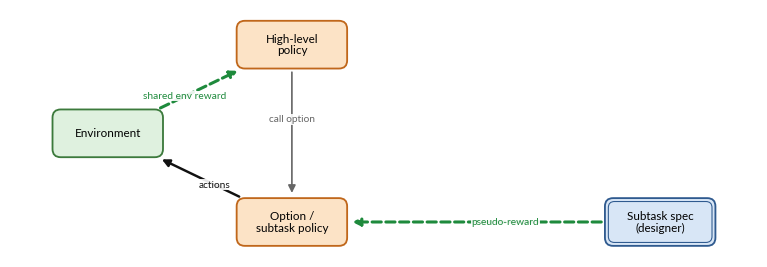 High-level
policy
shared env reward
call option
Environment
actions
Option /
subtask policy
pseudo-reward
Subtask spec
(designer)